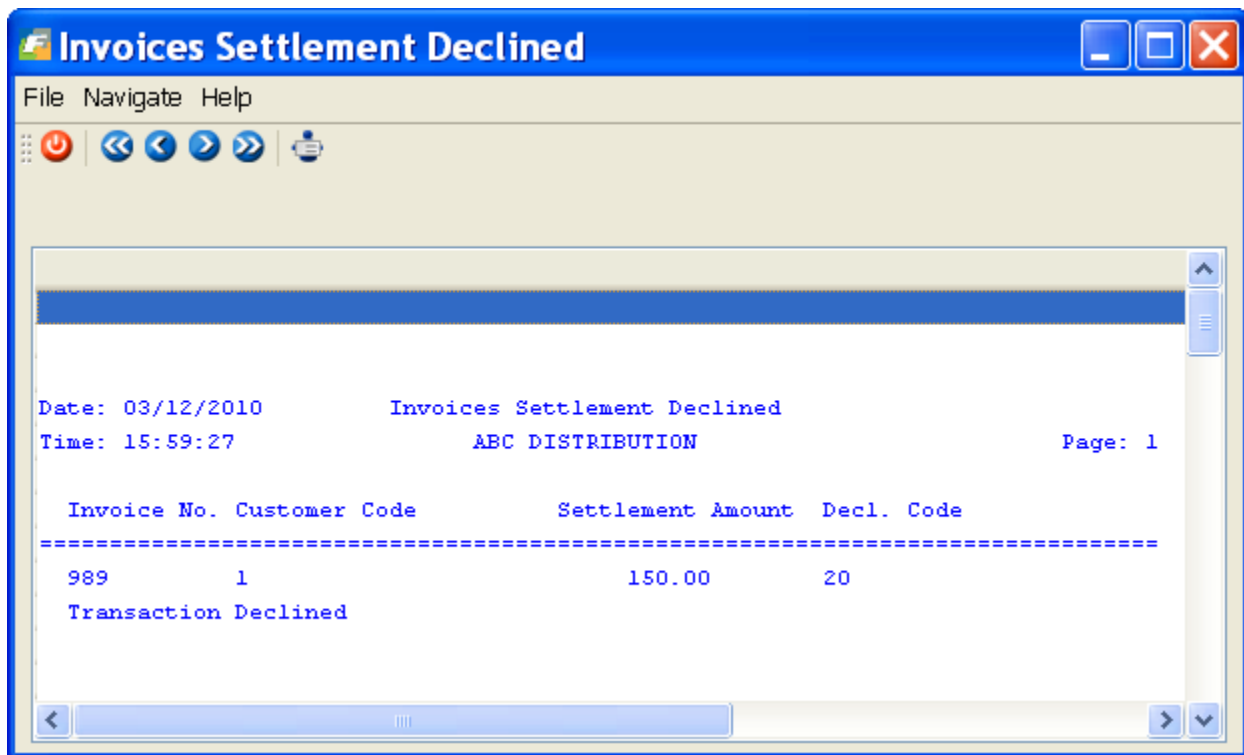 Invoices Settlement Declined
File Navigate Help
Date: 03/12/2010 Invoices Settlement Declined
Time: 15:59:27 ABC DISTRIBUTION Page: 1
Invoice No. Customer Code Settlement Amount Decl. Code
================================================================================
989 1 150.00 20
Transaction Declined